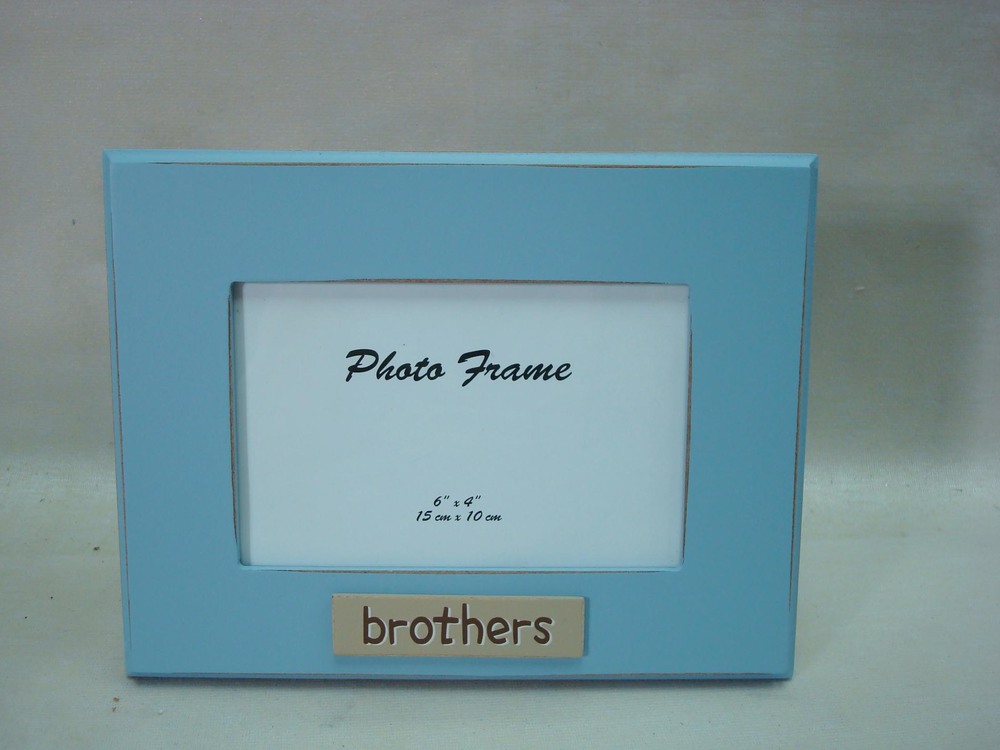 Photo Frame
6" x 4"
15 cm x 10 cm
brothers